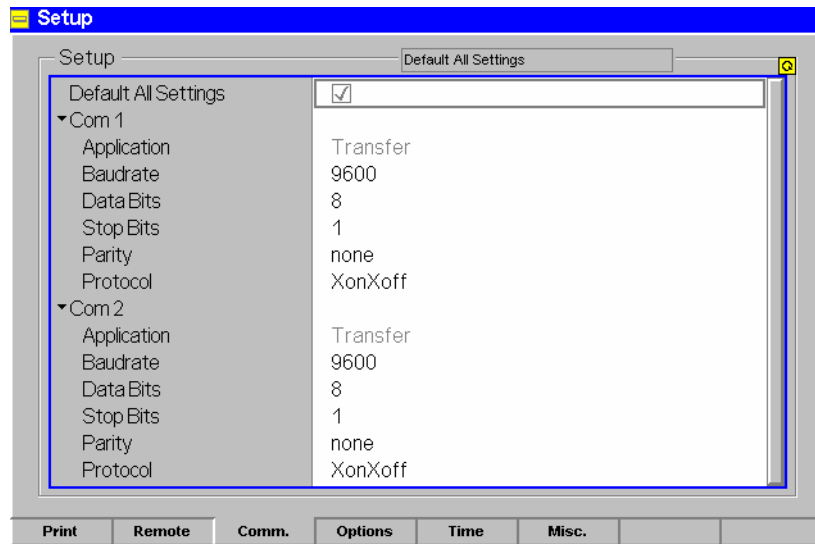 Setup
Setup Default All Settings
Default All Settings
Com 1
Application Transfer
Baudrate 9600
Data Bits 8
Stop Bits 1
Parity none
Protocol XonXoff
Com 2
Application Transfer
Baudrate 9600
Data Bits 8
Stop Bits 1
Parity none
Protocol XonXoff
Print Remote Comm. Options Time Misc.